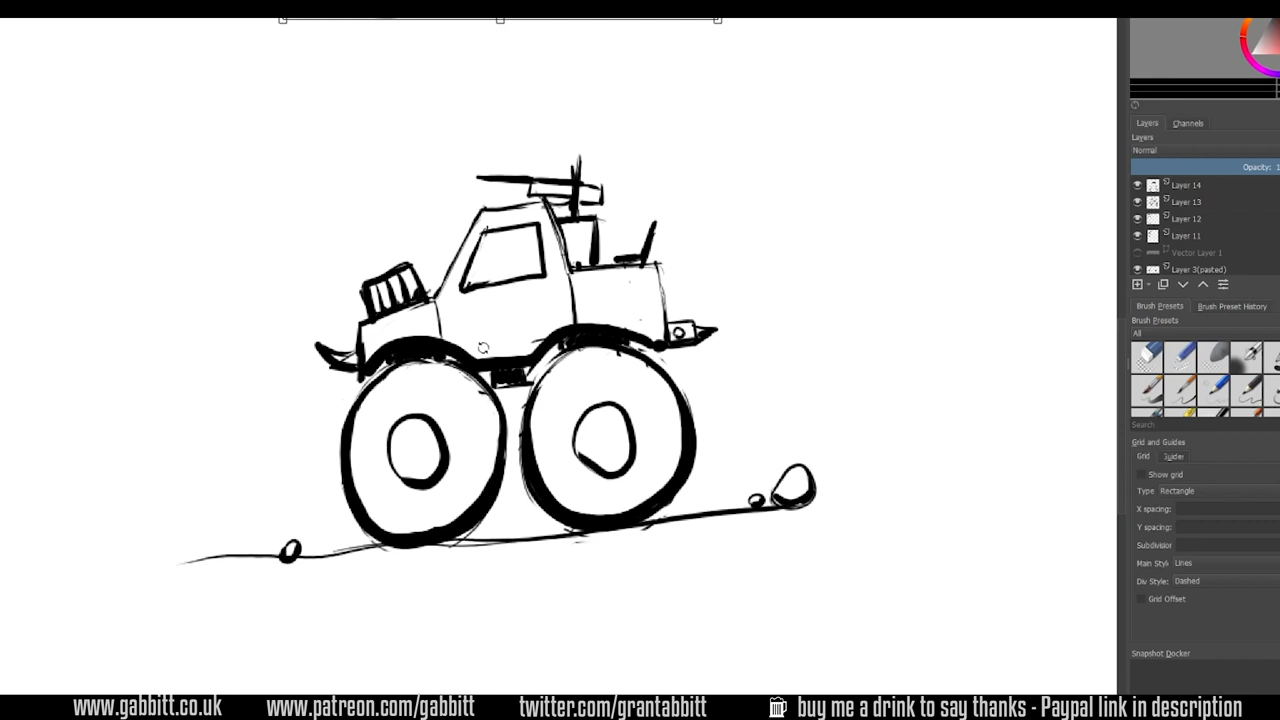 Layers Channels
Layers
Normal
Opacity: 1
Layer 14
Layer 13
Layer 12
Layer 11
Vector Layer 1
Layer 3(pasted)
Brush Presets Brush Preset History
Brush Presets
All
Search
Grid and Guides
Grid Guides
Show grid
Type Rectangle
X spacing:
Y spacing:
Subdivision
Main Style Lines
Div Style: Dashed
Grid Offset
Snapshot Docker
www.gabbitt.co.uk www.patreon.com/gabbitt twitter.com/grantabbitt buy me a drink to say thanks - Paypal link in description